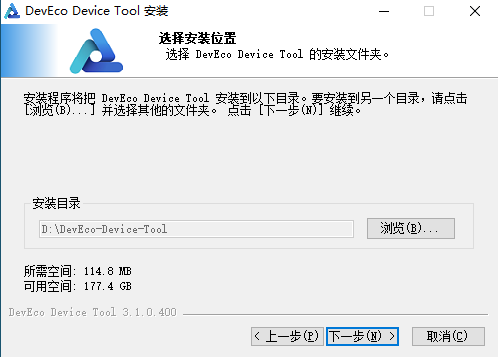 DevEco Device Tool 安装
选择安装位置
选择 DevEco Device Tool 的安装文件夹。
安装程序将把 DevEco Device Tool 安装到以下目录。要安装到另一个目录，请点击
[浏览(B)...] 并选择其他的文件夹。 点击 [下一步(N)] 继续。
安装目录
D:\DevEco-Device-Tool
浏览(B)...
所需空间: 114.8 MB
可用空间: 177.4 GB
DevEco Device Tool 3.1.0.400
< 上一步(P) 下一步(N) > 取消(C)